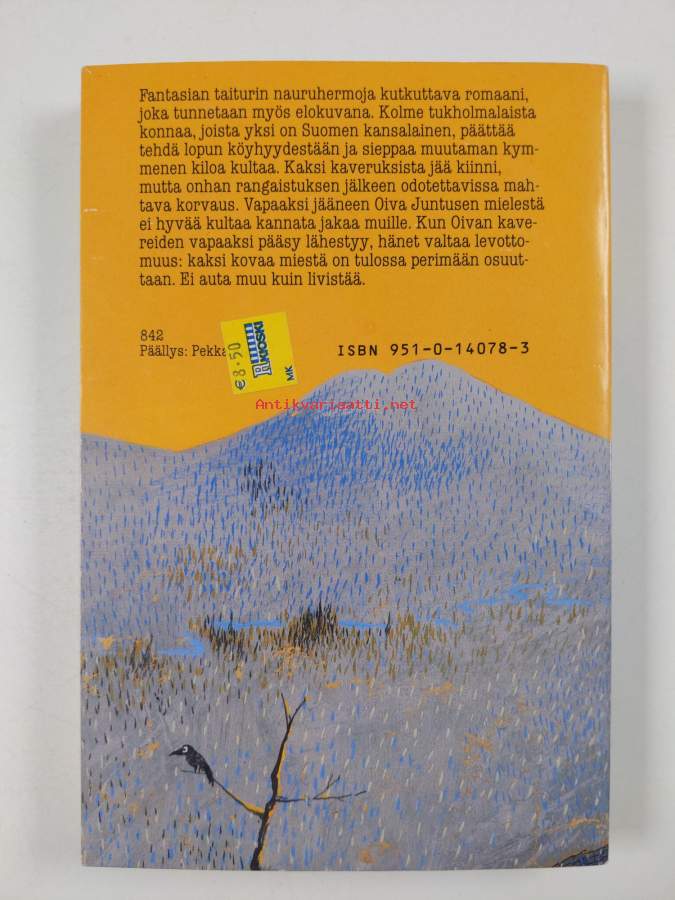 Fantasian taiturin nauruhermoja kutkuttava romaani,
joka tunnetaan myös elokuvana. Kolme tukholmalaista
konnaa, joista yksi on Suomen kansalainen, päättää
tehdä lopun köyhyydestään ja sieppaa muutaman kym-
menen kiloa kultaa. Kaksi kaveruksista jää kiinni,
mutta onhan rangaistuksen jälkeen odotettavissa mah-
tava korvaus. Vapaaksi jääneen Oiva Juntusen mielestä
ei hyvää kultaa kannata jakaa muille. Kun Oivan kave-
reiden vapaaksi pääsy lähestyy, hänet valtaa levotto-
muus: kaksi kovaa miestä on tulossa perimään osuut-
taan. Ei auta muu kuin livistää.
842
Päällys: Pekka
€8.50
KIOSKI
MK
ISBN 951-0-14078-3
Antikvariaatti.net